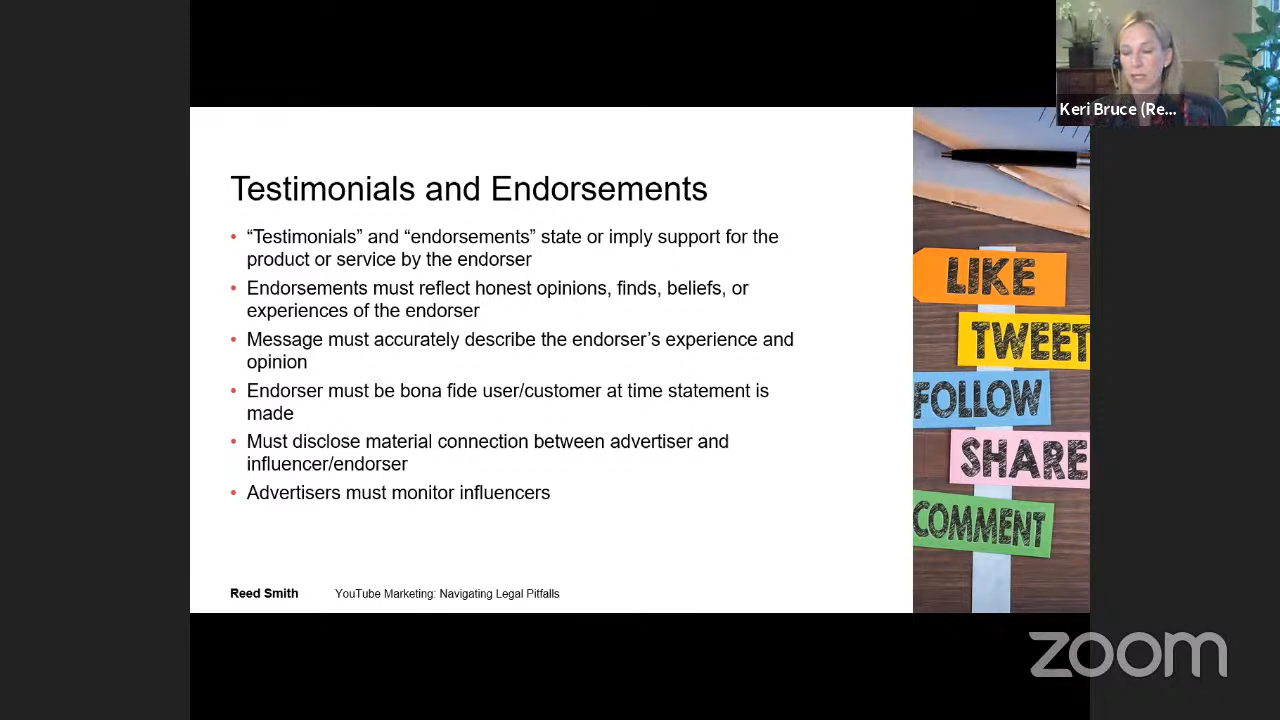 Keri Bruce (Re...
Testimonials and Endorsements
• “Testimonials” and “endorsements” state or imply support for the
product or service by the endorser
• Endorsements must reflect honest opinions, finds, beliefs, or
experiences of the endorser
• Message must accurately describe the endorser’s experience and
opinion
• Endorser must be bona fide user/customer at time statement is
made
• Must disclose material connection between advertiser and
influencer/endorser
• Advertisers must monitor influencers
LIKE
TWEET
FOLLOW
SHARE
COMMENT
Reed Smith
YouTube Marketing: Navigating Legal Pitfalls
zoom